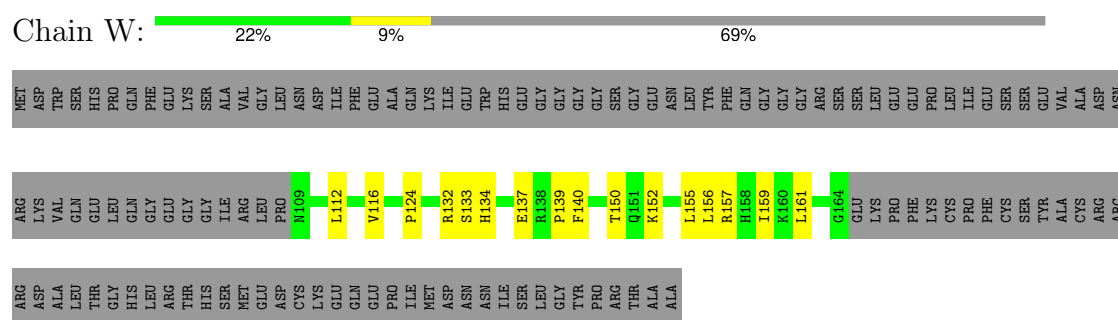 Chain W:
22% 9% 69%
MET ASP TRP SER HIS PRO GLN PHE GLU LYS SER ALA VAL GLY LEU ASN ASP ILE PHE GLU ALA GLN LYS ILE GLU TRP HIS GLU GLY GLY GLY GLY SER GLY GLU ASN LEU TYR PHE GLN GLY GLY GLY ARG SER SER LEU GLU GLU PRO LEU ILE GLU SER SER GLU VAL ALA ASP ASN
ARG LYS VAL GLN GLU LEU GLN GLY GLU GLY GLY ILE ARG LEU PRO N109 L112 V116 P124 R132 S133 H134 E137 R138 P139 F140 T150 Q151 K152 L155 L156 R157 H158 I159 K160 L161 G164 GLU LYS PRO PHE LYS CYS PRO PHE CYS SER TYR ALA CYS ARG ARG
ARG ASP ALA LEU THR GLY HIS LEU ARG THR HIS SER MET GLU ASP CYS LYS GLU GLN GLU PRO ILE MET ASP ASN ASN ILE SER LEU GLY TYR PRO ARG THR ALA ALA